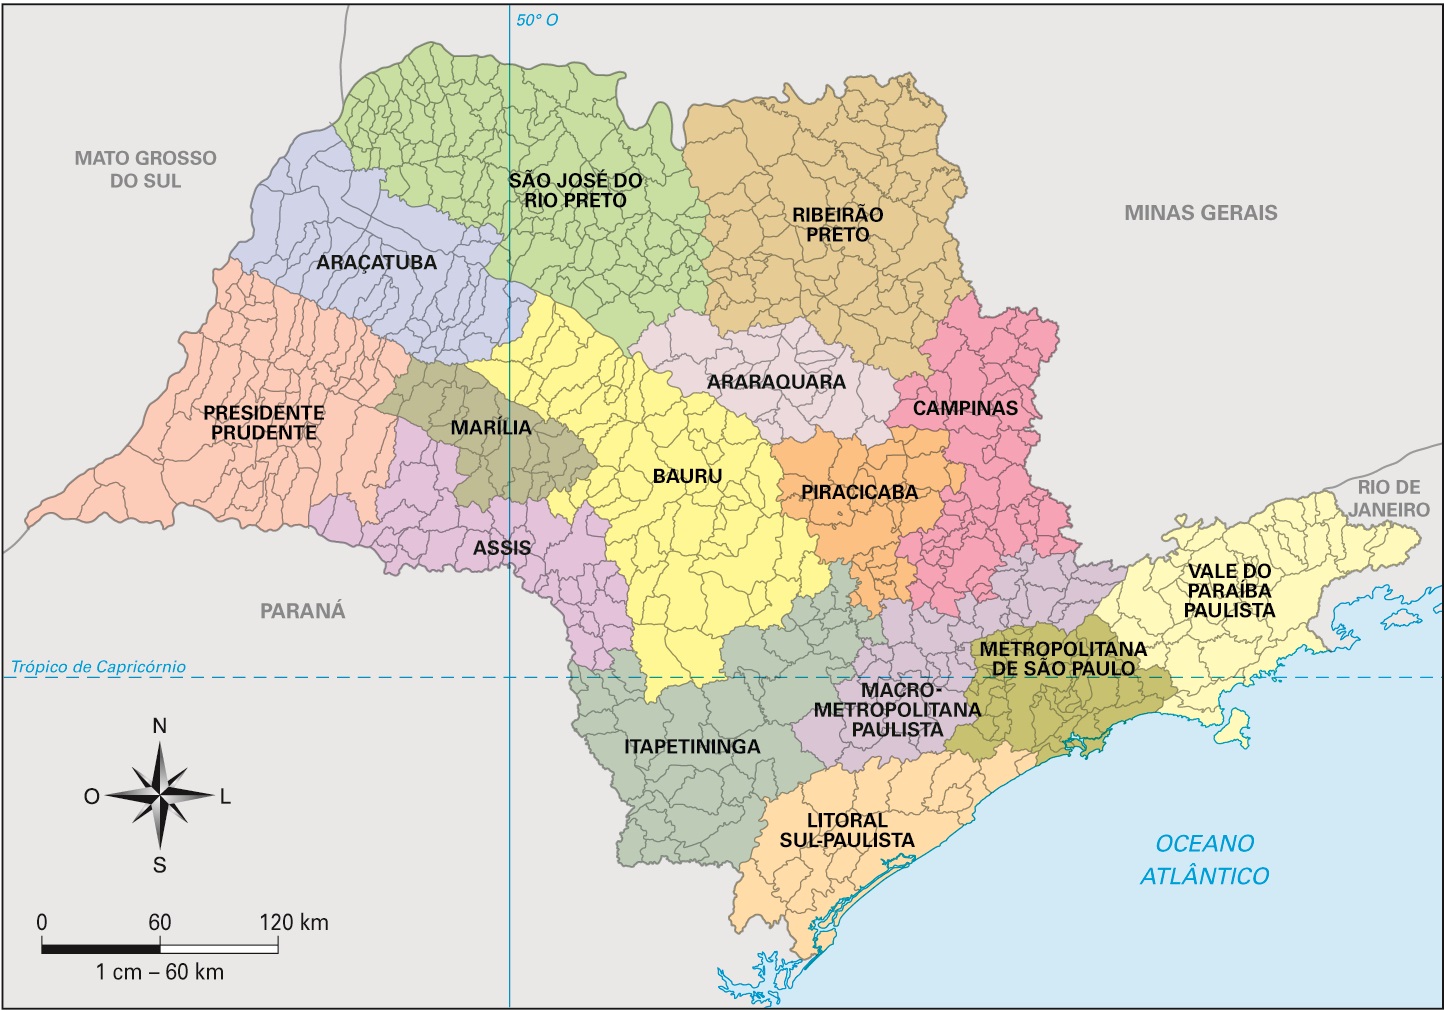 50° O
MATO GROSSO
DO SUL
SÃO JOSÉ DO
RIO PRETO
RIBEIRÃO
PRETO
MINAS GERAIS
ARAÇATUBA
ARARAQUARA
CAMPINAS
PRESIDENTE
PRUDENTE
MARÍLIA
BAURU
PIRACICABA
RIO DE
JANEIRO
ASSIS
VALE DO
PARAÍBA
PAULISTA
PARANÁ
METROPOLITANA
DE SÃO PAULO
Trópico de Capricórnio
MACRO-
METROPOLITANA
PAULISTA
ITAPETININGA
N
O
L
S
LITORAL
SUL-PAULISTA
OCEANO
ATLÂNTICO
0 60 120 km
1 cm – 60 km